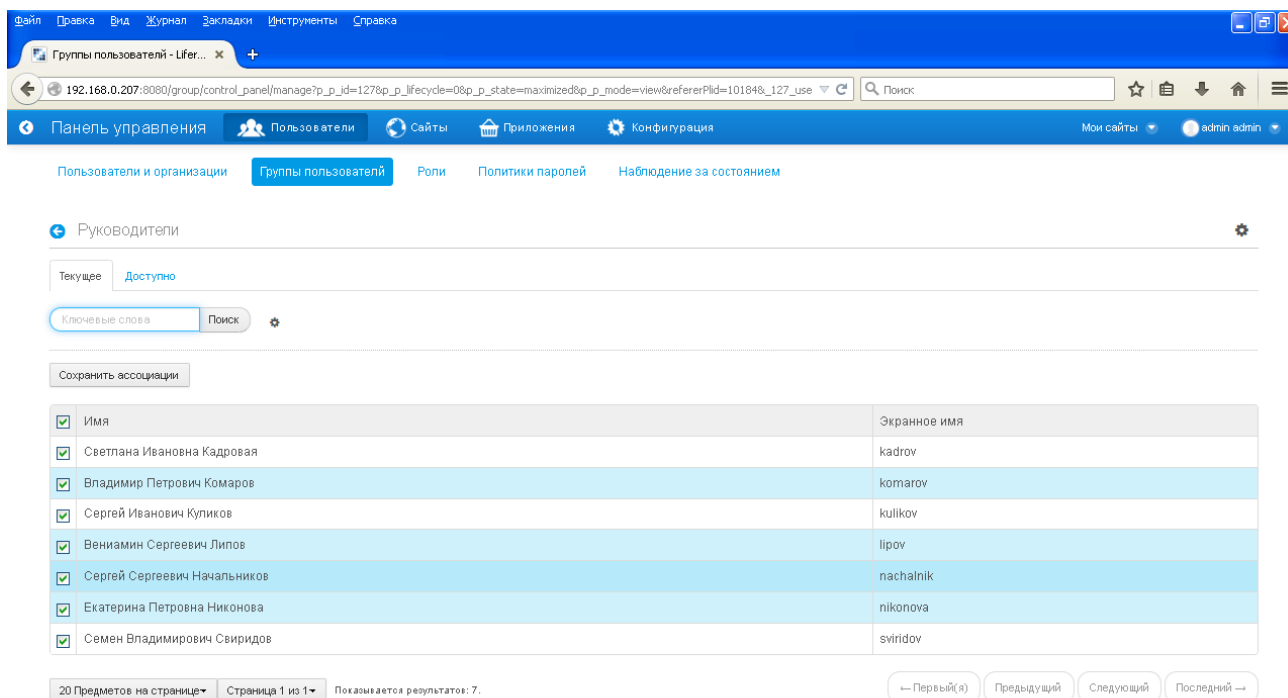 Файл Правка Вид Журнал Закладки Инструменты Справка
Группы пользователй - Lifer... × +
192.168.0.207:8080/group/control_panel/manage?p_p_id=127&p_p_lifecycle=0&p_p_state=maximized&p_p_mode=view&refererPlid=10184&_127_use Поиск
Панель управления Пользователи Сайты Приложения Конфигурация Мои сайты admin admin
Пользователи и организации Группы пользователй Роли Политики паролей Наблюдение за состоянием
Руководители
Текущее Доступно
Ключевые слова Поиск
Сохранить ассоциации
Имя Экранное имя
Светлана Ивановна Кадровая kadrov
Владимир Петрович Комаров komarov
Сергей Иванович Куликов kulikov
Вениамин Сергеевич Липов lipov
Сергей Сергеевич Начальников nachalnik
Екатерина Петровна Никонова nikonova
Семен Владимирович Свиридов sviridov
20 Предметов на странице Страница 1 из 1 Показывается результатов: 7. ← Первый(я) Предыдущий Следующий Последний →